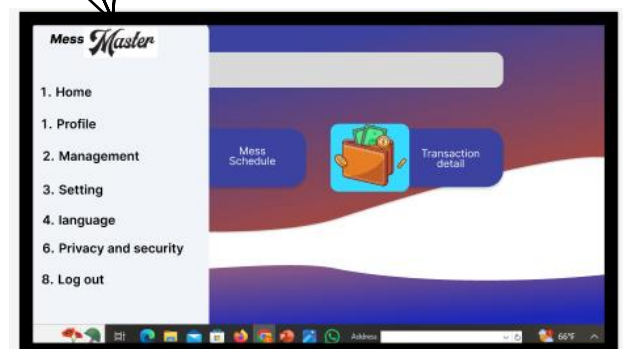 Mess Master
1. Home
1. Profile
2. Management
3. Setting
4. language
6. Privacy and security
8. Log out
Mess
Schedule
Transaction
detail
Address
66°F